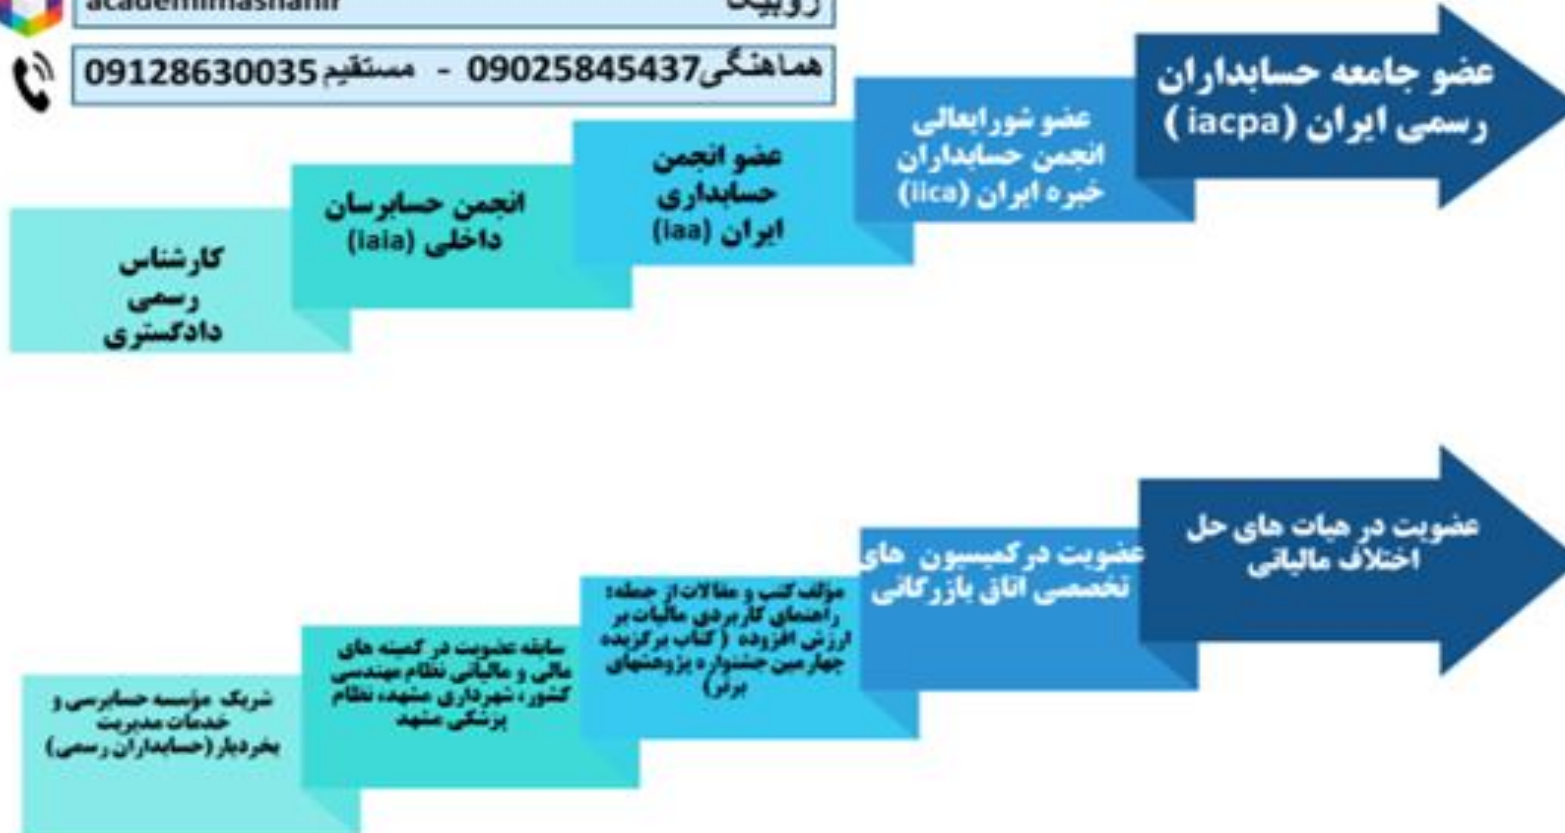 academimashahir
روبیکا
هماهنگی09025845437 - مستقیم09128630035
عضو جامعه حسابداران
رسمی ایران (iacpa )
عضو شورایعالی
انجمن حسابداران
خبره ایران (iica)
عضو انجمن
حسابداری
ایران (iaa)
انجمن حسابرسان
داخلی (iaia)
کارشناس
رسمی
دادگستری
عضویت در هیات های حل
اختلاف مالیاتی
عضویت درکمیسیون های
تخصصی اتاق بازرگانی
مؤلف کتب و مقالات از جمله:
راهنمای کاربردی مالیات بر
ارزش افزوده (کتاب برگزیده
چهارمین جشنواره پژوهشهای
برتر)
سابقه عضویت در کمیته های
مالی و مالیاتی نظام مهندسی
کشور، شهرداری مشهد، نظام
پزشکی مشهد
شریک مؤسسه حسابرسی و
خدمات مدیریت
بخردیار(حسابداران رسمی)